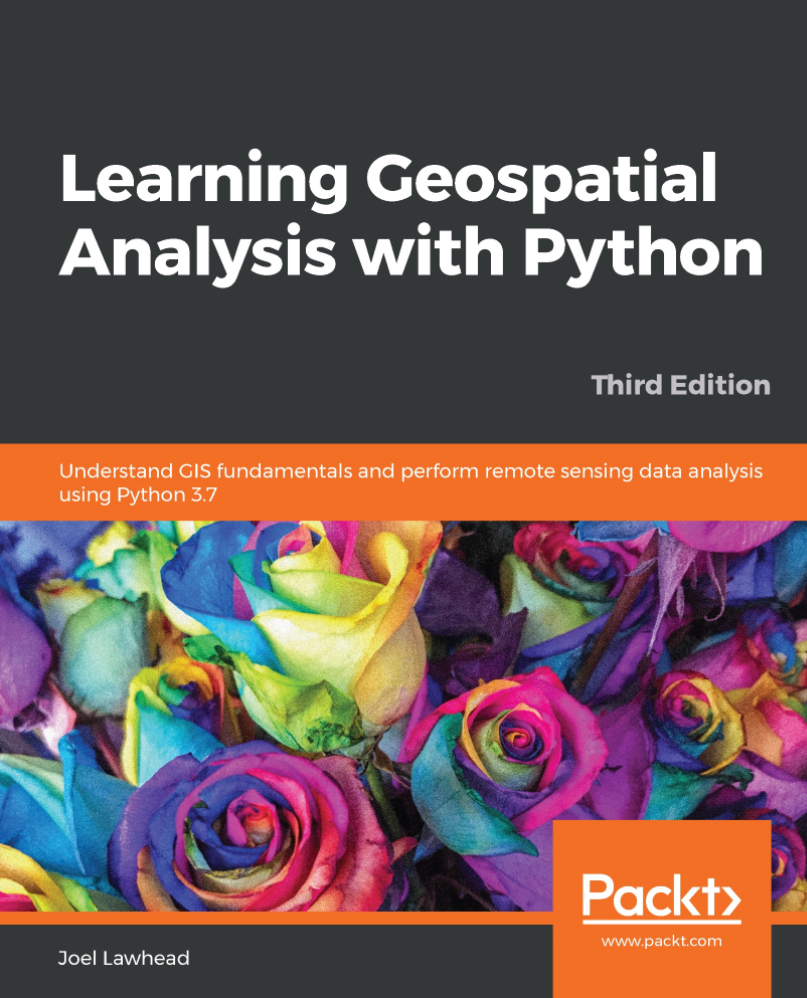 Learning Geospatial
Analysis with Python
Third Edition
Understand GIS fundamentals and perform remote sensing data analysis
using Python 3.7
Packt>
www.packt.com
Joel Lawhead